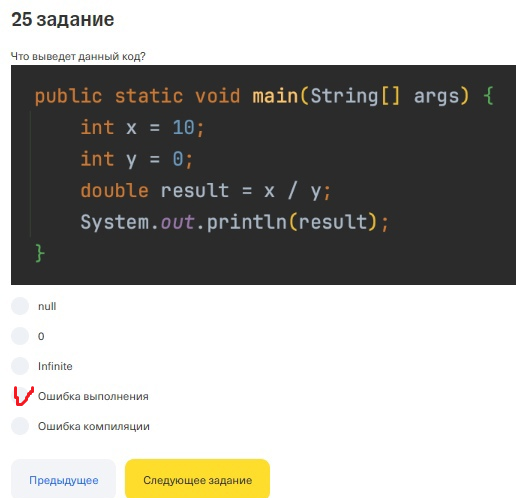 25 задание
Что выведет данный код?
public static void main(String[] args) {
int x = 10;
int y = 0;
double result = x / y;
System.out.println(result);
}
null
0
Infinite
Ошибка выполнения
Ошибка компиляции
Предыдущее Следующее задание